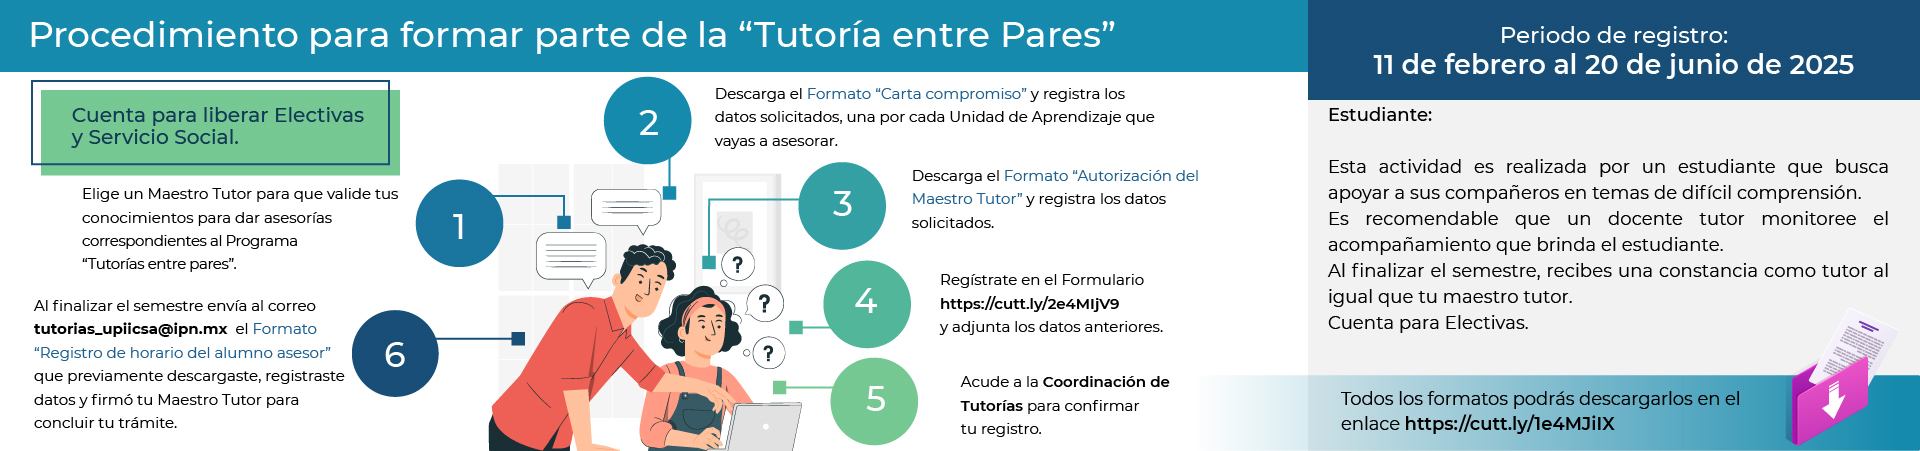 Procedimiento para formar parte de la “Tutoría entre Pares”
Cuenta para liberar Electivas
y Servicio Social.
1
Elige un Maestro Tutor para que valide tus
conocimientos para dar asesorías
correspondientes al Programa
“Tutorías entre pares”.
2
Descarga el Formato “Carta compromiso” y registra los
datos solicitados, una por cada Unidad de Aprendizaje que
vayas a asesorar.
3
Descarga el Formato “Autorización del
Maestro Tutor” y registra los datos
solicitados.
4
Regístrate en el Formulario
https://cutt.ly/2e4MIjV9
y adjunta los datos anteriores.
5
Acude a la Coordinación de
Tutorías para confirmar
tu registro.
6
Al finalizar el semestre envía al correo
tutorias_upiicsa@ipn.mx el Formato
“Registro de horario del alumno asesor”
que previamente descargaste, registraste
datos y firmó tu Maestro Tutor para
concluir tu trámite.
?
?
?
Periodo de registro:
11 de febrero al 20 de junio de 2025
Estudiante:
Esta actividad es realizada por un estudiante que busca
apoyar a sus compañeros en temas de difícil comprensión.
Es recomendable que un docente tutor monitoree el
acompañamiento que brinda el estudiante.
Al finalizar el semestre, recibes una constancia como tutor al
igual que tu maestro tutor.
Cuenta para Electivas.
Todos los formatos podrás descargarlos en el
enlace https://cutt.ly/1e4MJiIX